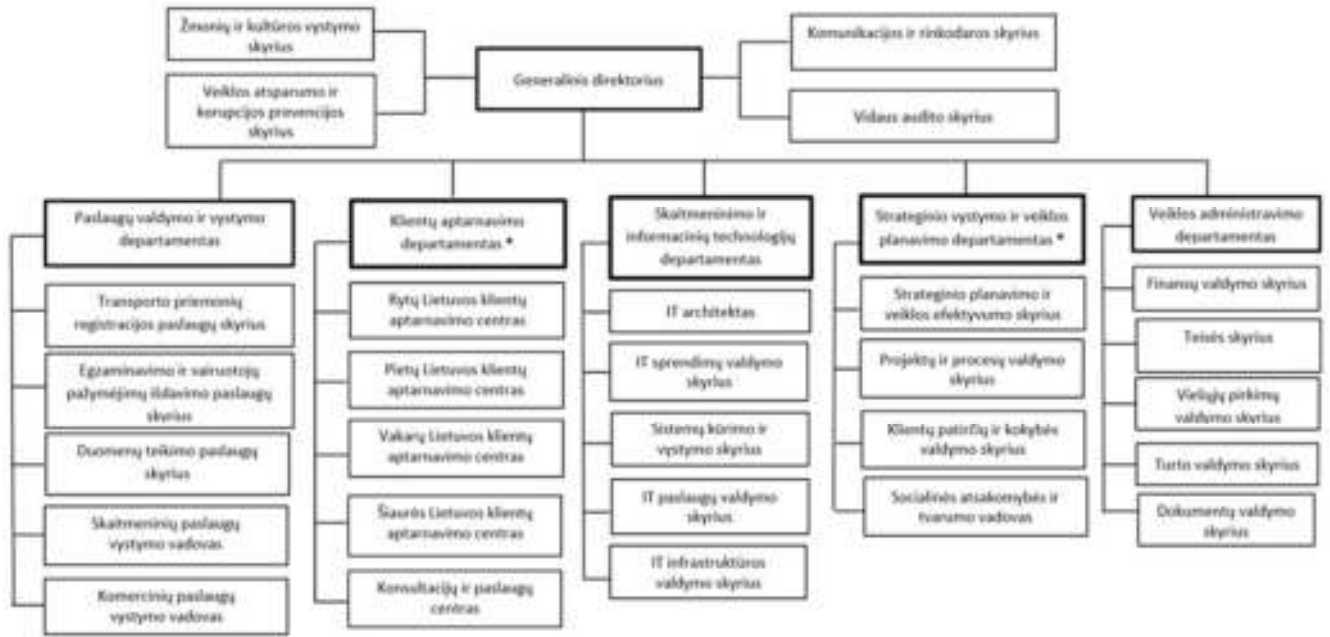 Žmonių ir kultūros vystymo
skyrius
Komunikacijos ir rinkodaros skyrius
Generalinis direktorius
Veiklos atsparumo ir
korupcijos prevencijos
skyrius
Vidaus audito skyrius
Paslaugų valdymo ir vystymo
departamentas
Transporto priemonių
registracijos paslaugų skyrius
Egzaminavimo ir vairuotojų
pažymėjimų išdavimo paslaugų
skyrius
Duomenų teikimo paslaugų
skyrius
Skaitmeninių paslaugų
vystymo vadovas
Komercinių paslaugų
vystymo vadovas
Klientų aptarnavimo
departamentas *
Rytų Lietuvos klientų
aptarnavimo centras
Pietų Lietuvos klientų
aptarnavimo centras
Vakarų Lietuvos klientų
aptarnavimo centras
Šiaurės Lietuvos klientų
aptarnavimo centras
Konsultacijų ir paslaugų
centras
Skaitmeninimo ir
informacinių technologijų
departamentas
IT architektas
IT sprendimų valdymo
skyrius
Sistemų kūrimo ir
vystymo skyrius
IT paslaugų valdymo
skyrius
IT infrastruktūros
valdymo skyrius
Strateginio vystymo ir veiklos
planavimo departamentas *
Strateginio planavimo ir
veiklos efektyvumo skyrius
Projektų ir procesų valdymo
skyrius
Klientų patirčių ir kokybės
valdymo skyrius
Socialinės atsakomybės ir
tvarumo vadovas
Veiklos administravimo
departamentas
Finansų valdymo skyrius
Teisės skyrius
Viešųjų pirkimų
valdymo skyrius
Turto valdymo skyrius
Dokumentų valdymo
skyrius